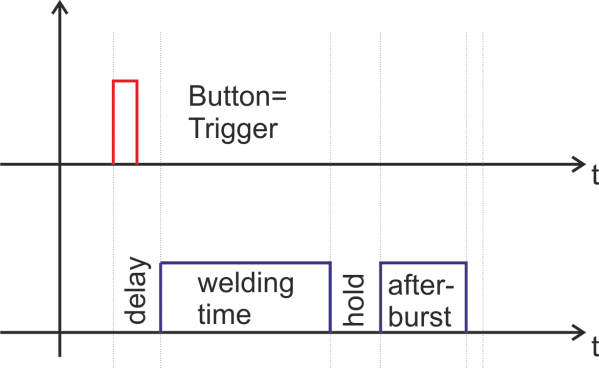 Button=
Trigger
t
delay
welding
time
hold
after-
burst
t